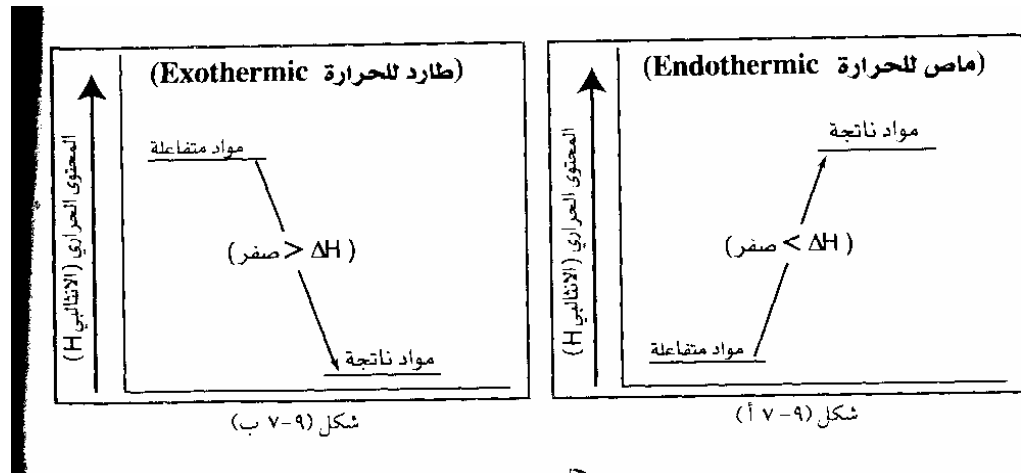 (ماص للحرارة Endothermic)
المحتوى الحراري (الانثالبي H)
مواد ناتجة
(ΔH > صفر)
مواد متفاعلة
شكل (٩-٧ أ)
(طارد للحرارة Exothermic)
المحتوى الحراري (الانثالبي H)
مواد متفاعلة
(ΔH < صفر)
مواد ناتجة
شكل (٩-٧ ب)